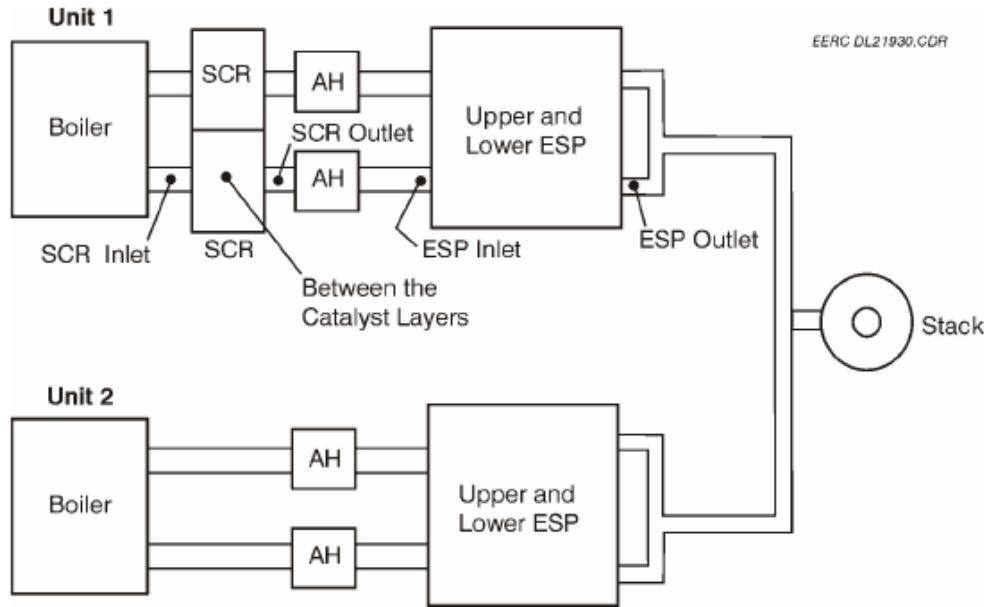 Unit 1
EERC DL21930.CDR
Boiler
SCR
AH
SCR Outlet
AH
Upper and
Lower ESP
SCR Inlet
SCR
ESP Inlet
ESP Outlet
Between the
Catalyst Layers
Stack
Unit 2
Boiler
AH
AH
Upper and
Lower ESP